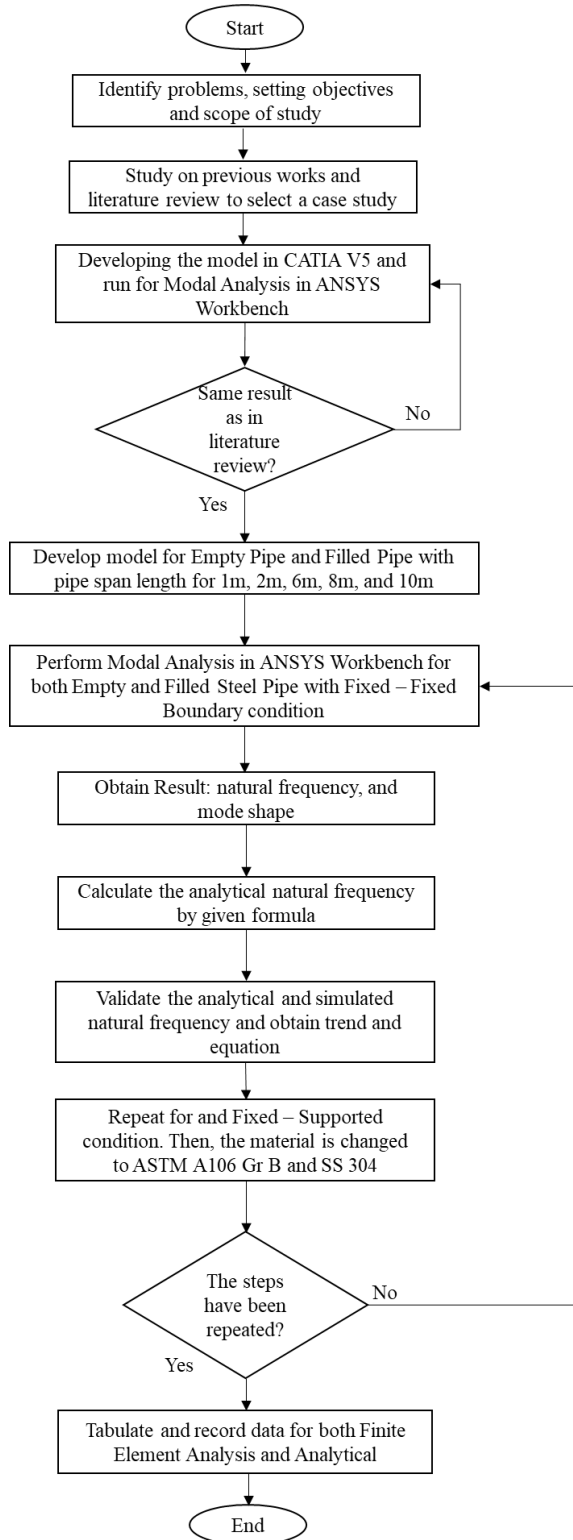 Start
Identify problems, setting objectives
and scope of study
Study on previous works and
literature review to select a case study
Developing the model in CATIA V5 and
run for Modal Analysis in ANSYS
Workbench
Same result
as in
literature
review?
No
Yes
Develop model for Empty Pipe and Filled Pipe with
pipe span length for 1m, 2m, 6m, 8m, and 10m
Perform Modal Analysis in ANSYS Workbench for
both Empty and Filled Steel Pipe with Fixed – Fixed
Boundary condition
Obtain Result: natural frequency, and
mode shape
Calculate the analytical natural frequency
by given formula
Validate the analytical and simulated
natural frequency and obtain trend and
equation
Repeat for and Fixed – Supported
condition. Then, the material is changed
to ASTM A106 Gr B and SS 304
The steps
have been
repeated?
No
Yes
Tabulate and record data for both Finite
Element Analysis and Analytical
End